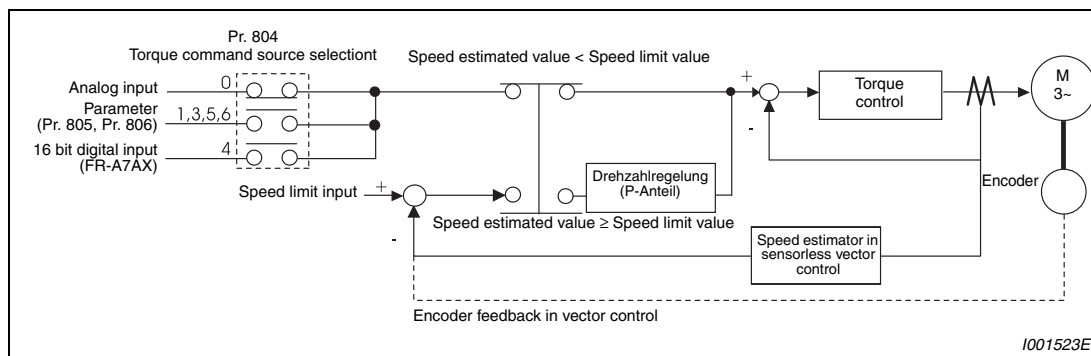 Pr. 804
Torque command source selectiont
Speed estimated value < Speed limit value
Analog input
0
Parameter
(Pr. 805, Pr. 806)
1,3,5,6
16 bit digital input
(FR-A7AX)
4
+
-
Torque
control
M
3~
Speed limit input
+
-
Drehzahlregelung
(P-Anteil)
Encoder
Speed estimated value ≥ Speed limit value
Speed estimator in
sensorless vector
control
Encoder feedback in vector control
I001523E